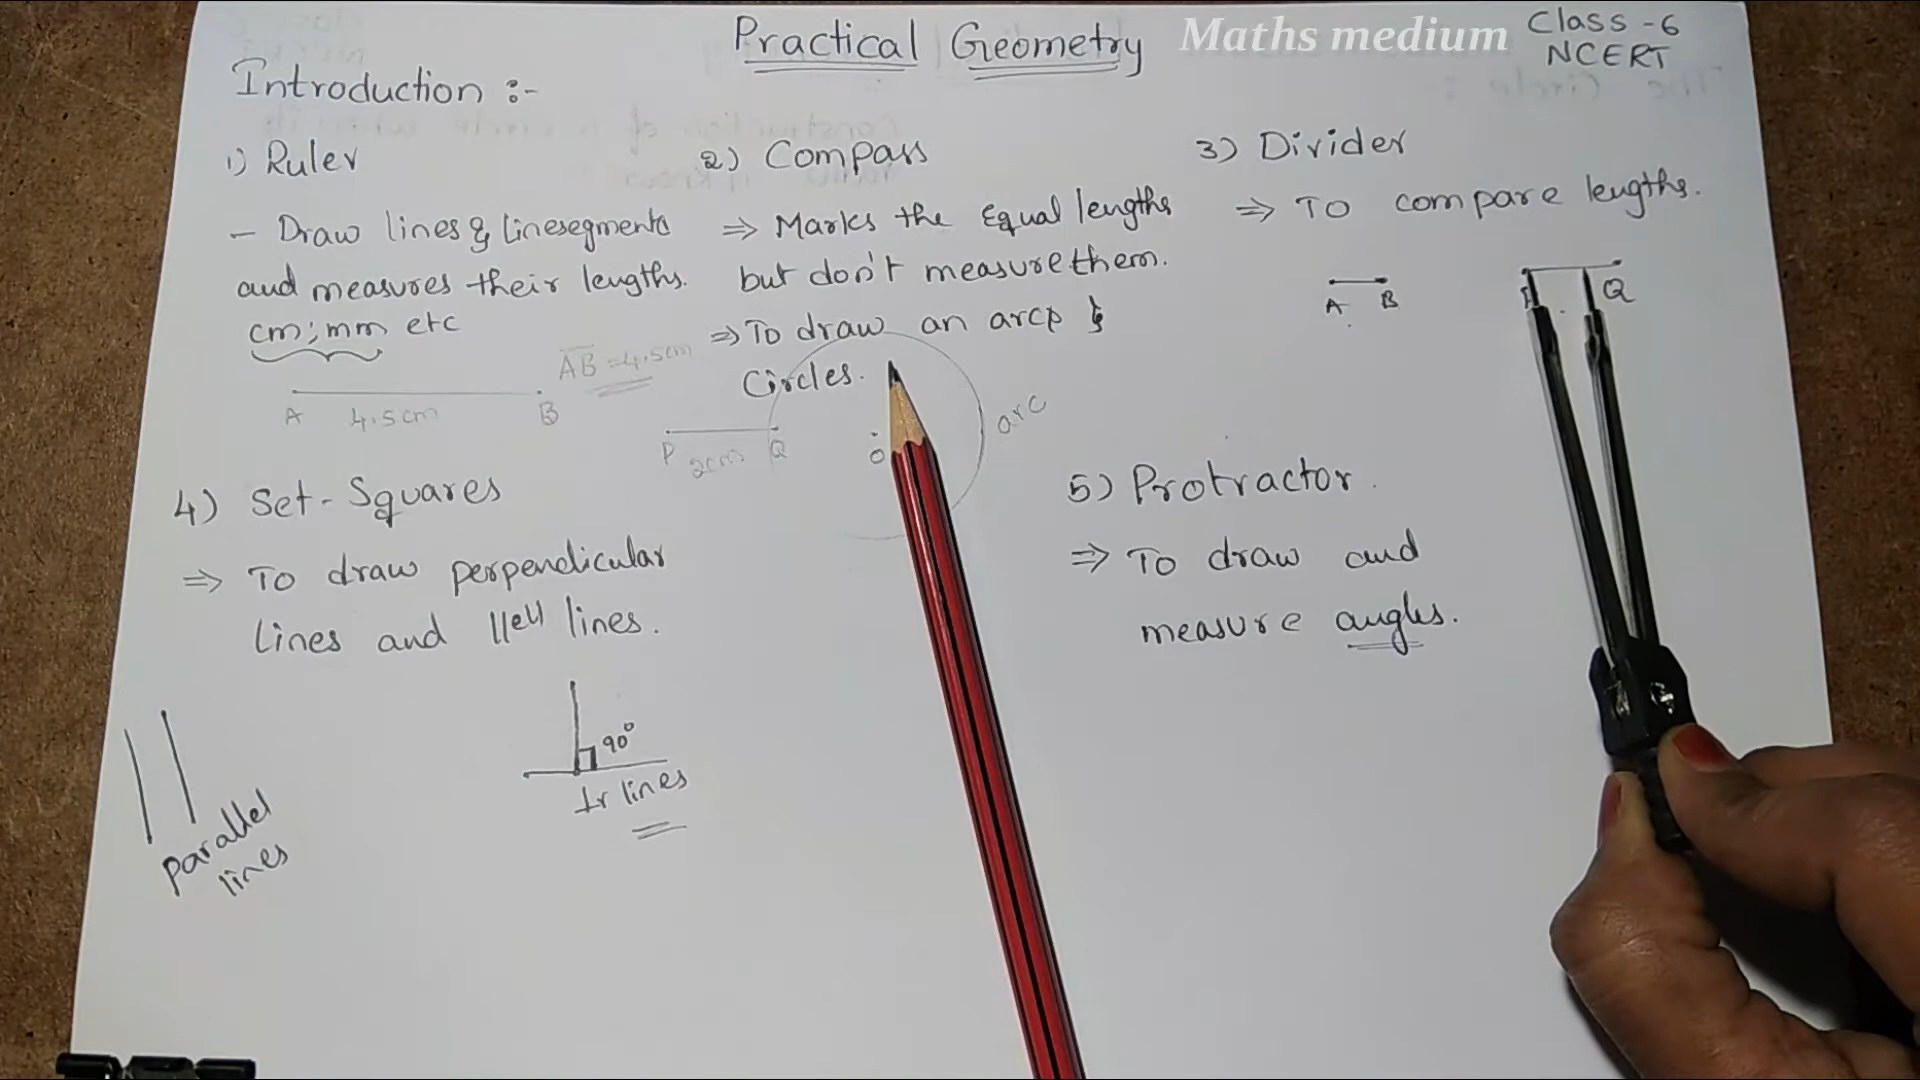 Practical Geometry
Maths medium
Class -6
NCERT
Introduction :-
1) Ruler
- Draw lines & linesegments
and measures their lengths.
cm; mm etc
AB = 4.5cm
A 4.5cm B
2) Compass
⇒ Marks the Equal lengths
but don't measure them.
⇒ To draw an arcs &
Circles.
P 2cm Q
O
arc
3) Divider
⇒ To compare lengths.
A B
Q
4) Set-Squares
⇒ To draw perpendicular
lines and llell lines.
parallel
lines
90°
⊥r lines
5) Protractor.
⇒ To draw and
measure angles.